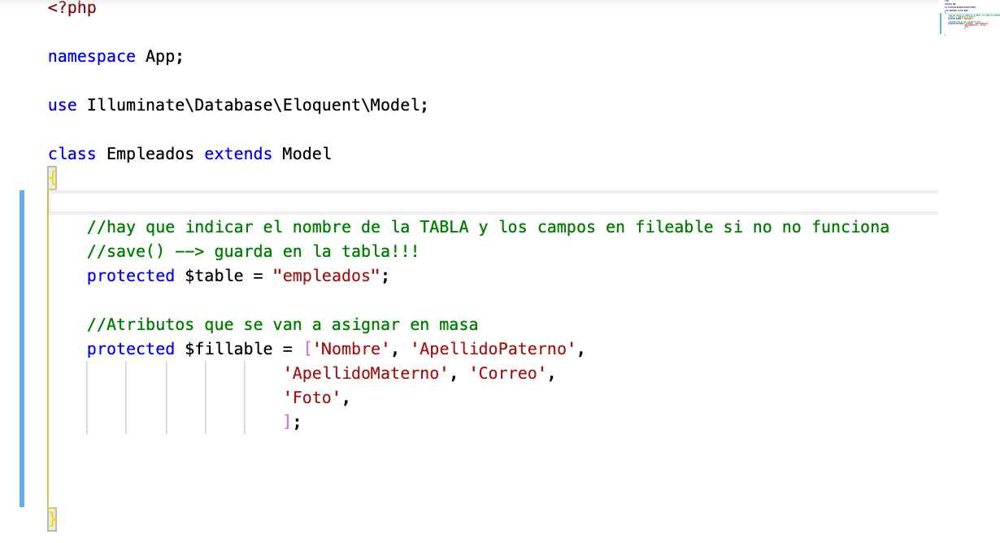 <?php
namespace App;
use Illuminate\Database\Eloquent\Model;
class Empleados extends Model
{
//hay que indicar el nombre de la TABLA y los campos en fileable si no no funciona
//save() --> guarda en la tabla!!!
protected $table = "empleados";
//Atributos que se van a asignar en masa
protected $fillable = ['Nombre', 'ApellidoPaterno',
'ApellidoMaterno', 'Correo',
'Foto',
];
}